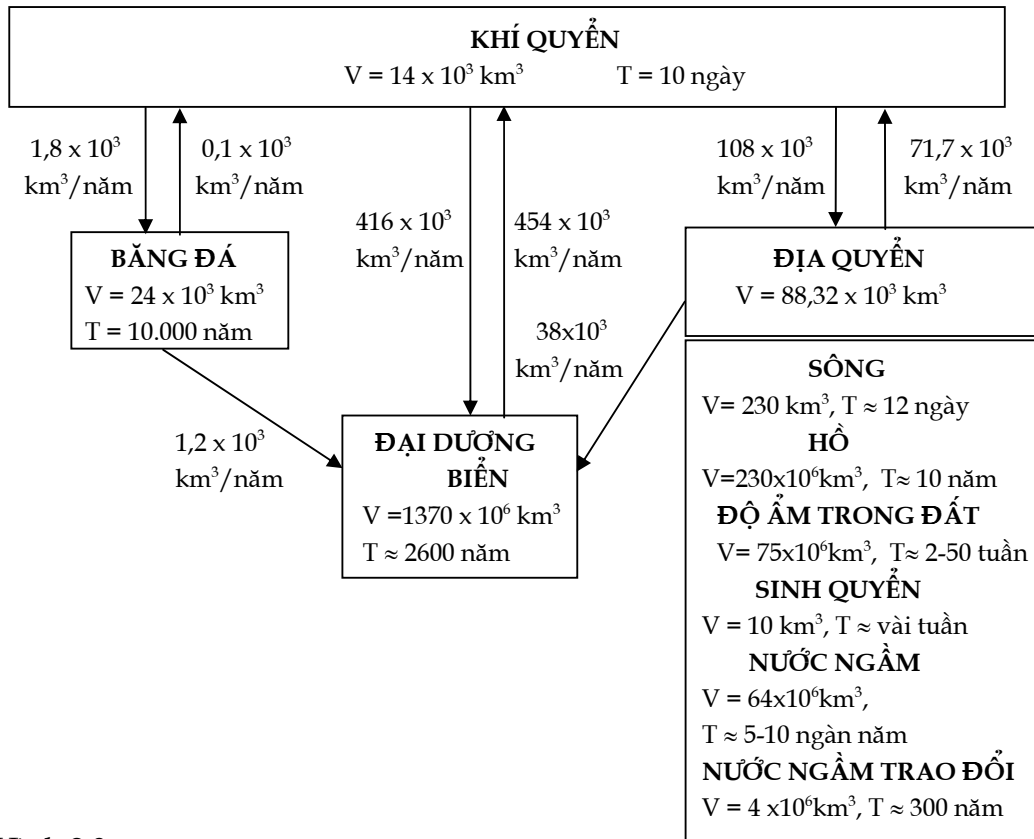 KHÍ QUYỂN
V = 14 x 10³ km³ T = 10 ngày
1,8 x 10³
km³/năm
0,1 x 10³
km³/năm
416 x 10³
km³/năm
454 x 10³
km³/năm
108 x 10³
km³/năm
71,7 x 10³
km³/năm
BĂNG ĐÁ
V = 24 x 10³ km³
T = 10.000 năm
ĐỊA QUYỂN
V = 88,32 x 10³ km³
38x10³
km³/năm
1,2 x 10³
km³/năm
ĐẠI DƯƠNG
BIỂN
V =1370 x 10⁶ km³
T ≈ 2600 năm
SÔNG
V= 230 km³, T ≈ 12 ngày
HỒ
V=230x10⁶km³, T≈ 10 năm
ĐỘ ẨM TRONG ĐẤT
V= 75x10⁶km³, T≈ 2-50 tuần
SINH QUYỂN
V = 10 km³, T ≈ vài tuần
NƯỚC NGẦM
V = 64x10⁶km³,
T ≈ 5-10 ngàn năm
NƯỚC NGẦM TRAO ĐỔI
V = 4 x10⁶km³, T ≈ 300 năm